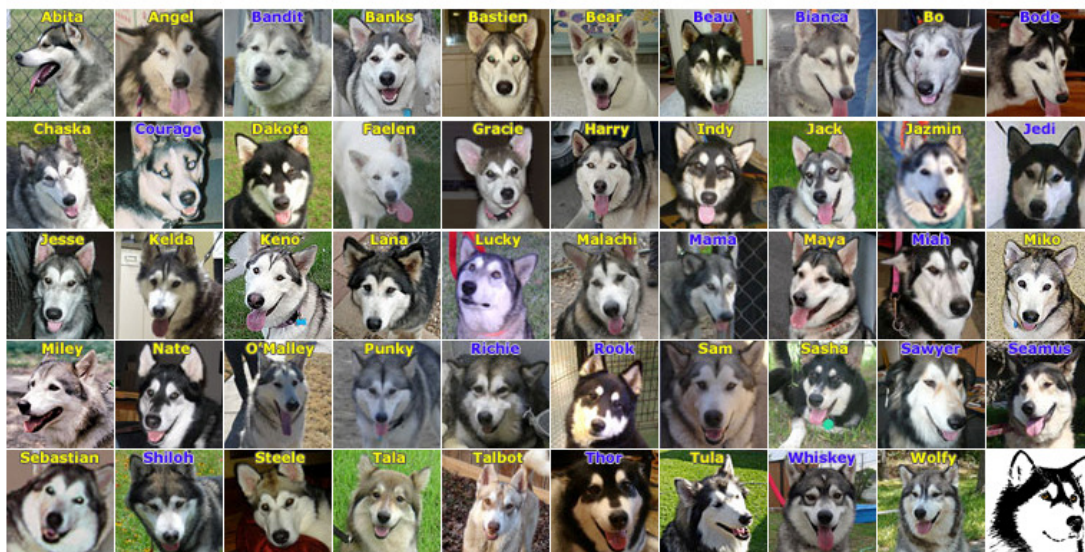 Abita Angel Bandit Banks Bastien Bear Beau Bianca Bo Bode
Chaska Courage Dakota Faelen Gracie Harry Indy Jack Jazmin Jedi
Jesse Kelda Keno Lana Lucky Malachi Mama Maya Miah Miko
Miley Nate O'Malley Punky Richie Rook Sam Sasha Sawyer Seamus
Sebastian Shiloh Steele Tala Talbot Thor Tula Whiskey Wolfy